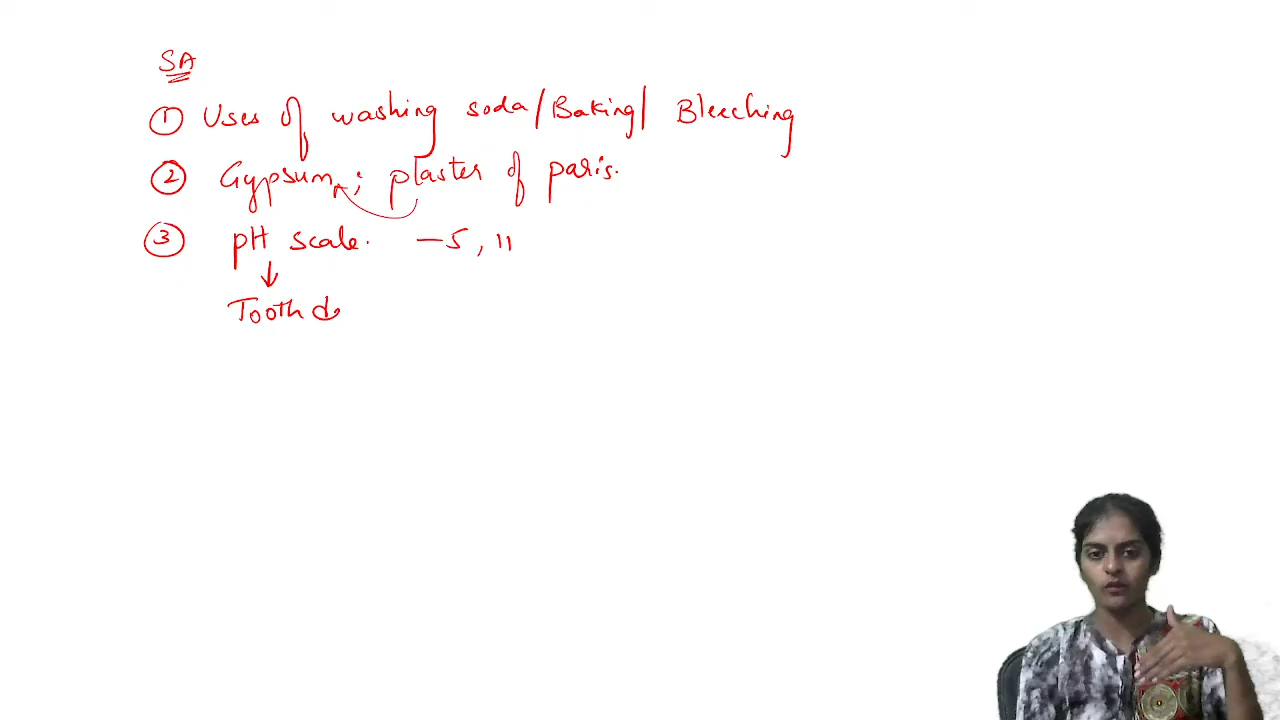 SA
① Uses of washing soda/Baking/ Bleeching
② Gypsum ; plaster of paris.
③ pH scale. – 5, 11
↓
Tooth d